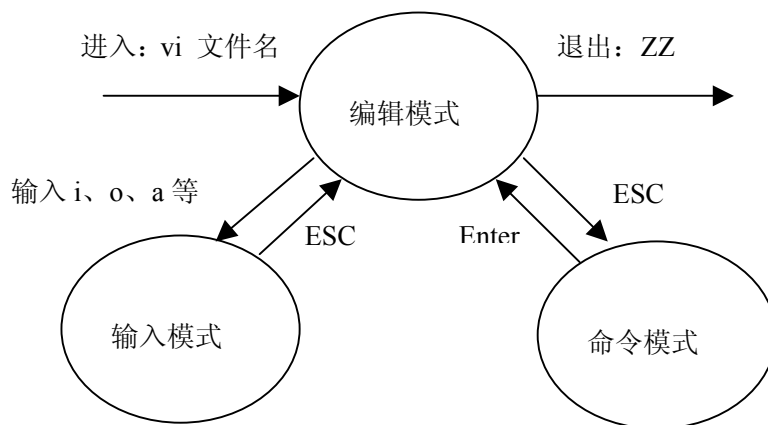 进入：vi 文件名
退出：ZZ
编辑模式
输入 i、o、a 等
ESC
Enter
ESC
输入模式
命令模式